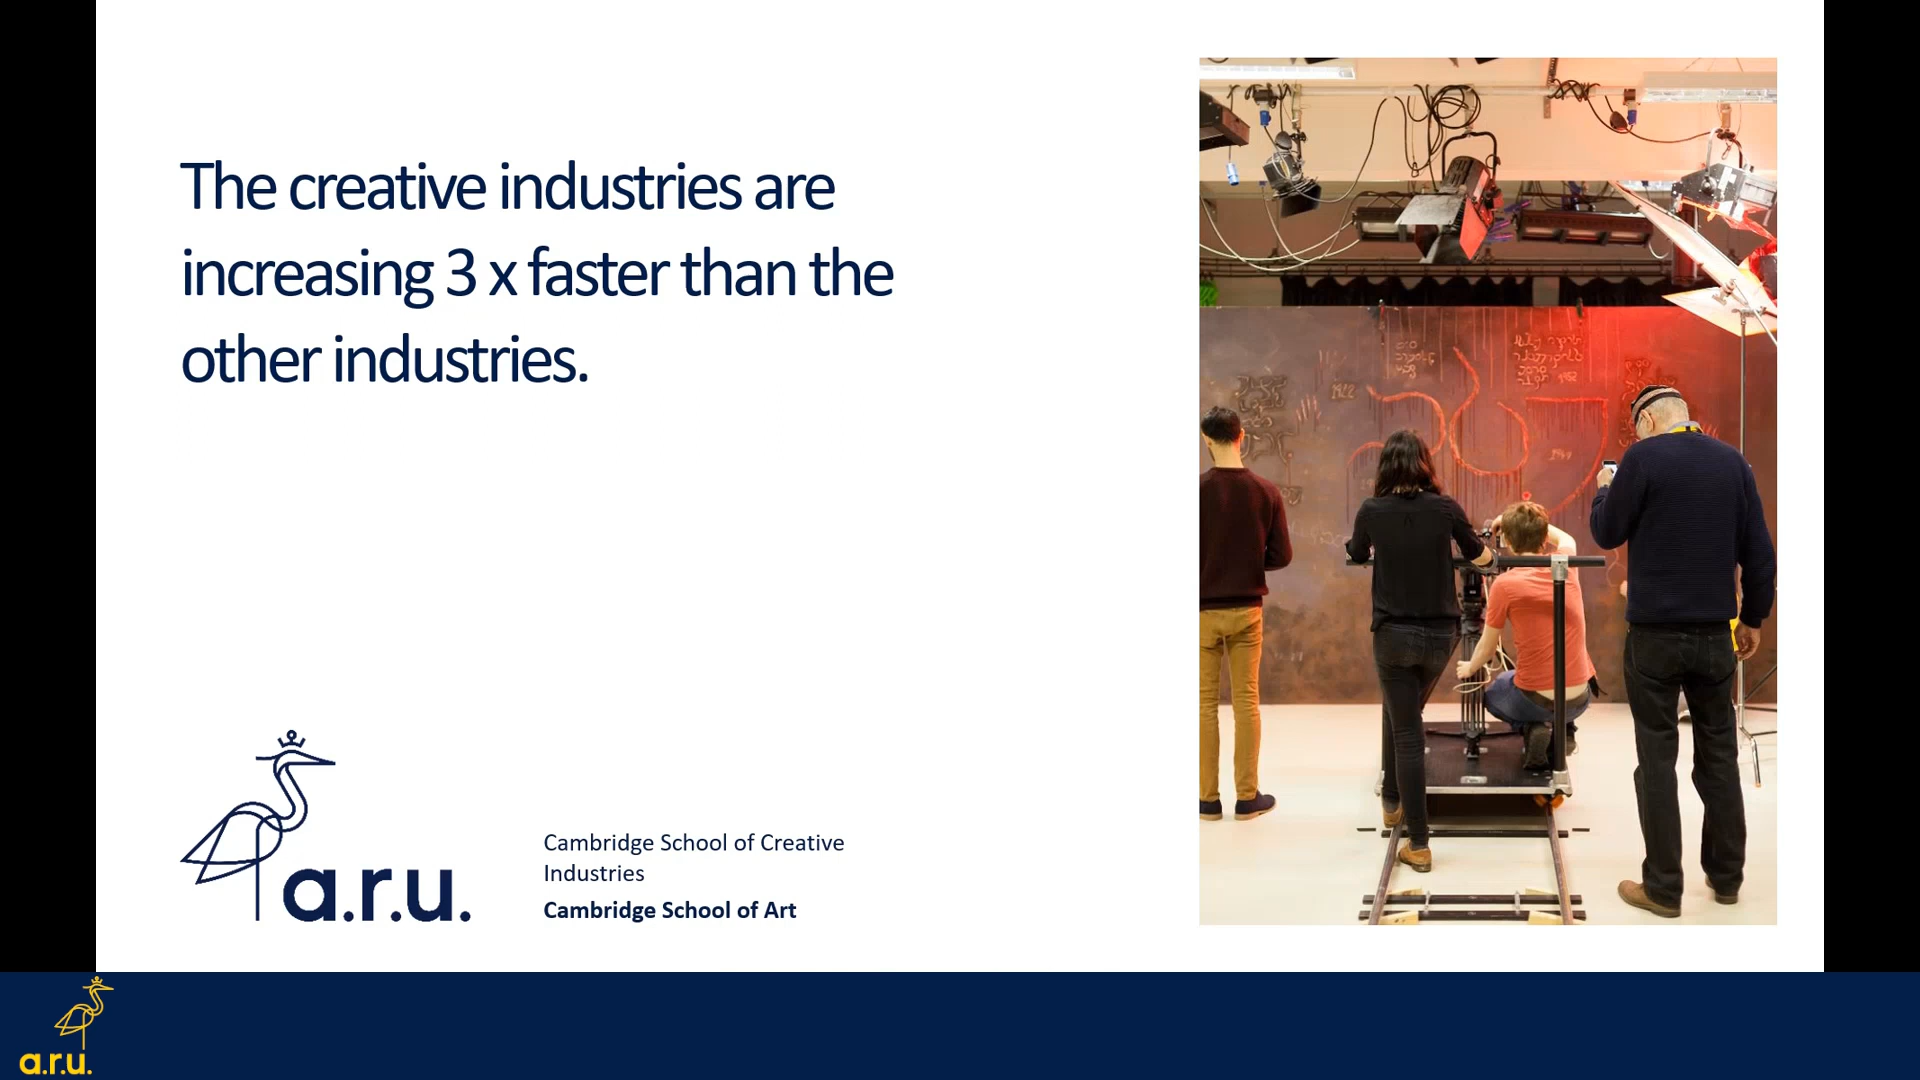 The creative industries are
increasing 3 x faster than the
other industries.
a.r.u.
Cambridge School of Creative
Industries
Cambridge School of Art
a.r.u.